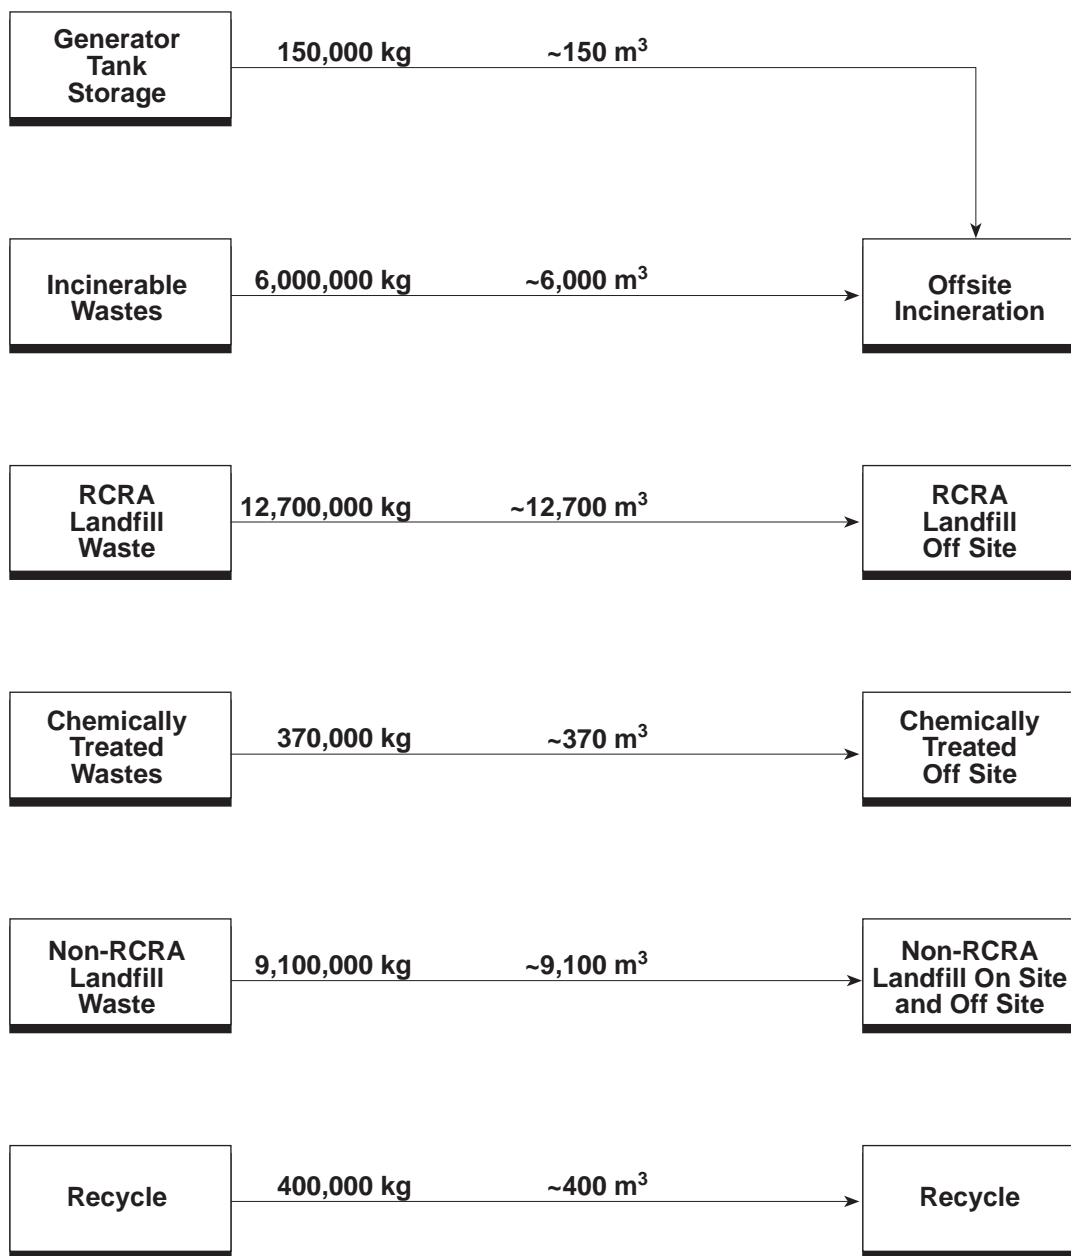 Generator
Tank
Storage
150,000 kg ~150 m³
Incinerable
Wastes
6,000,000 kg ~6,000 m³
Offsite
Incineration
RCRA
Landfill
Waste
12,700,000 kg ~12,700 m³
RCRA
Landfill
Off Site
Chemically
Treated
Wastes
370,000 kg ~370 m³
Chemically
Treated
Off Site
Non-RCRA
Landfill
Waste
9,100,000 kg ~9,100 m³
Non-RCRA
Landfill On Site
and Off Site
Recycle
400,000 kg ~400 m³
Recycle